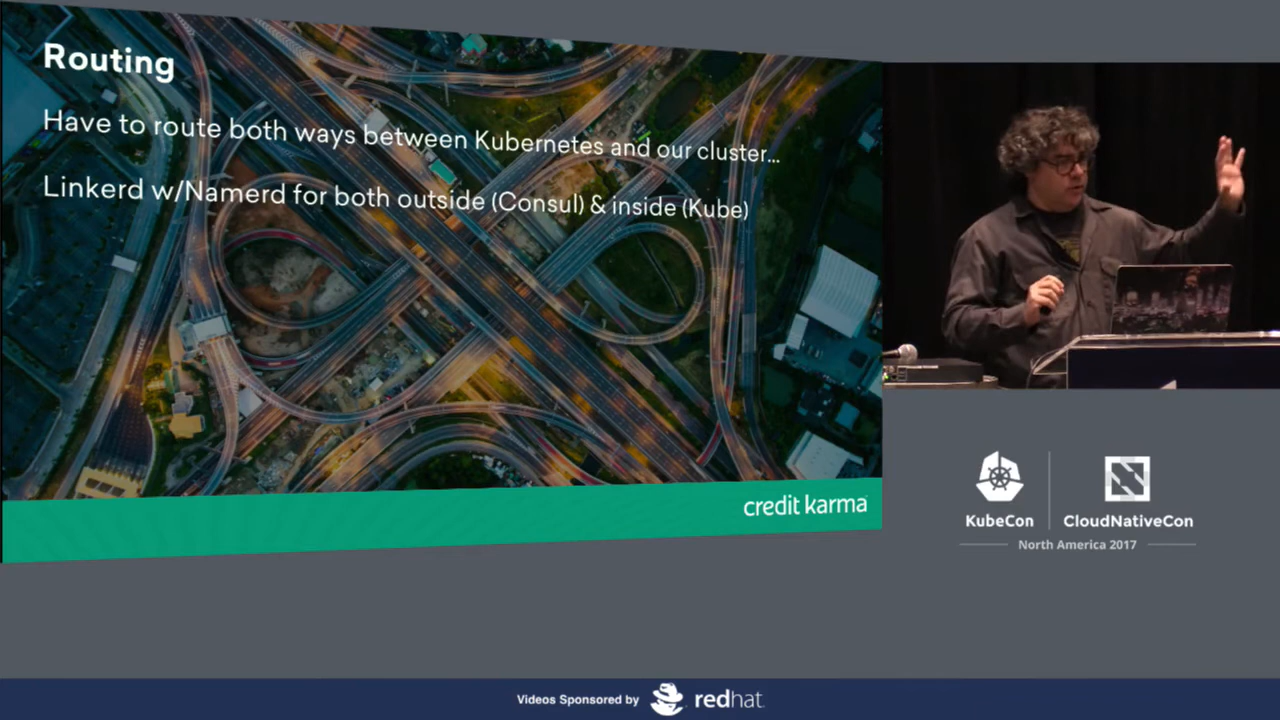 Routing
Have to route both ways between Kubernetes and our cluster...
Linkerd w/Namerd for both outside (Consul) & inside (Kube)
credit karma
KubeCon
CloudNativeCon
North America 2017
Videos Sponsored by
redhat